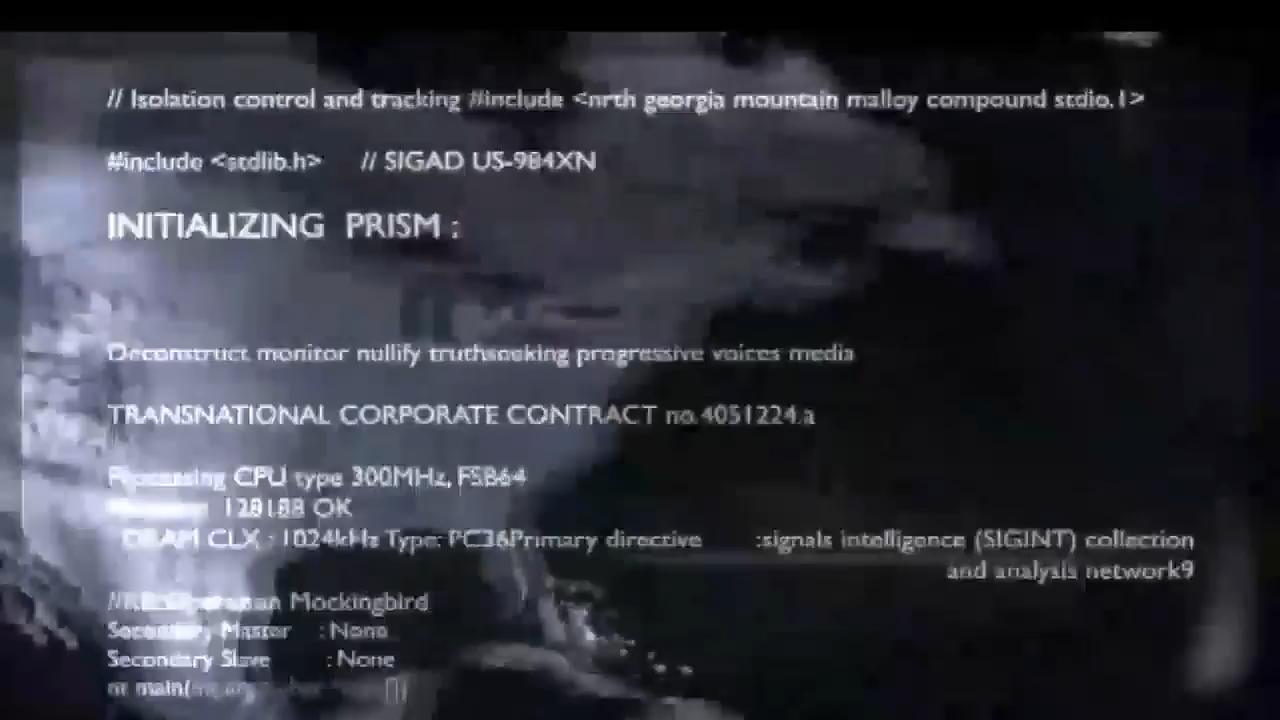 // Isolation control and tracking #include <nrth georgia mountain malloy compound stdio.1>
#include <stdlib.h> // SIGAD US-984XN
INITIALIZING PRISM :
Deconstruct monitor nullify truthseeking progressive voices media
TRANSNATIONAL CORPORATE CONTRACT no.4051224.a
Processing CPU type 300MHz, FSB64
OK
DRAM CLX : 1024kHz Type: PC36Primary directive :signals intelligence (SIGINT) collection
and analysis network9
Mockingbird
Secondary Master : None
Secondary Slave : None
nt main(